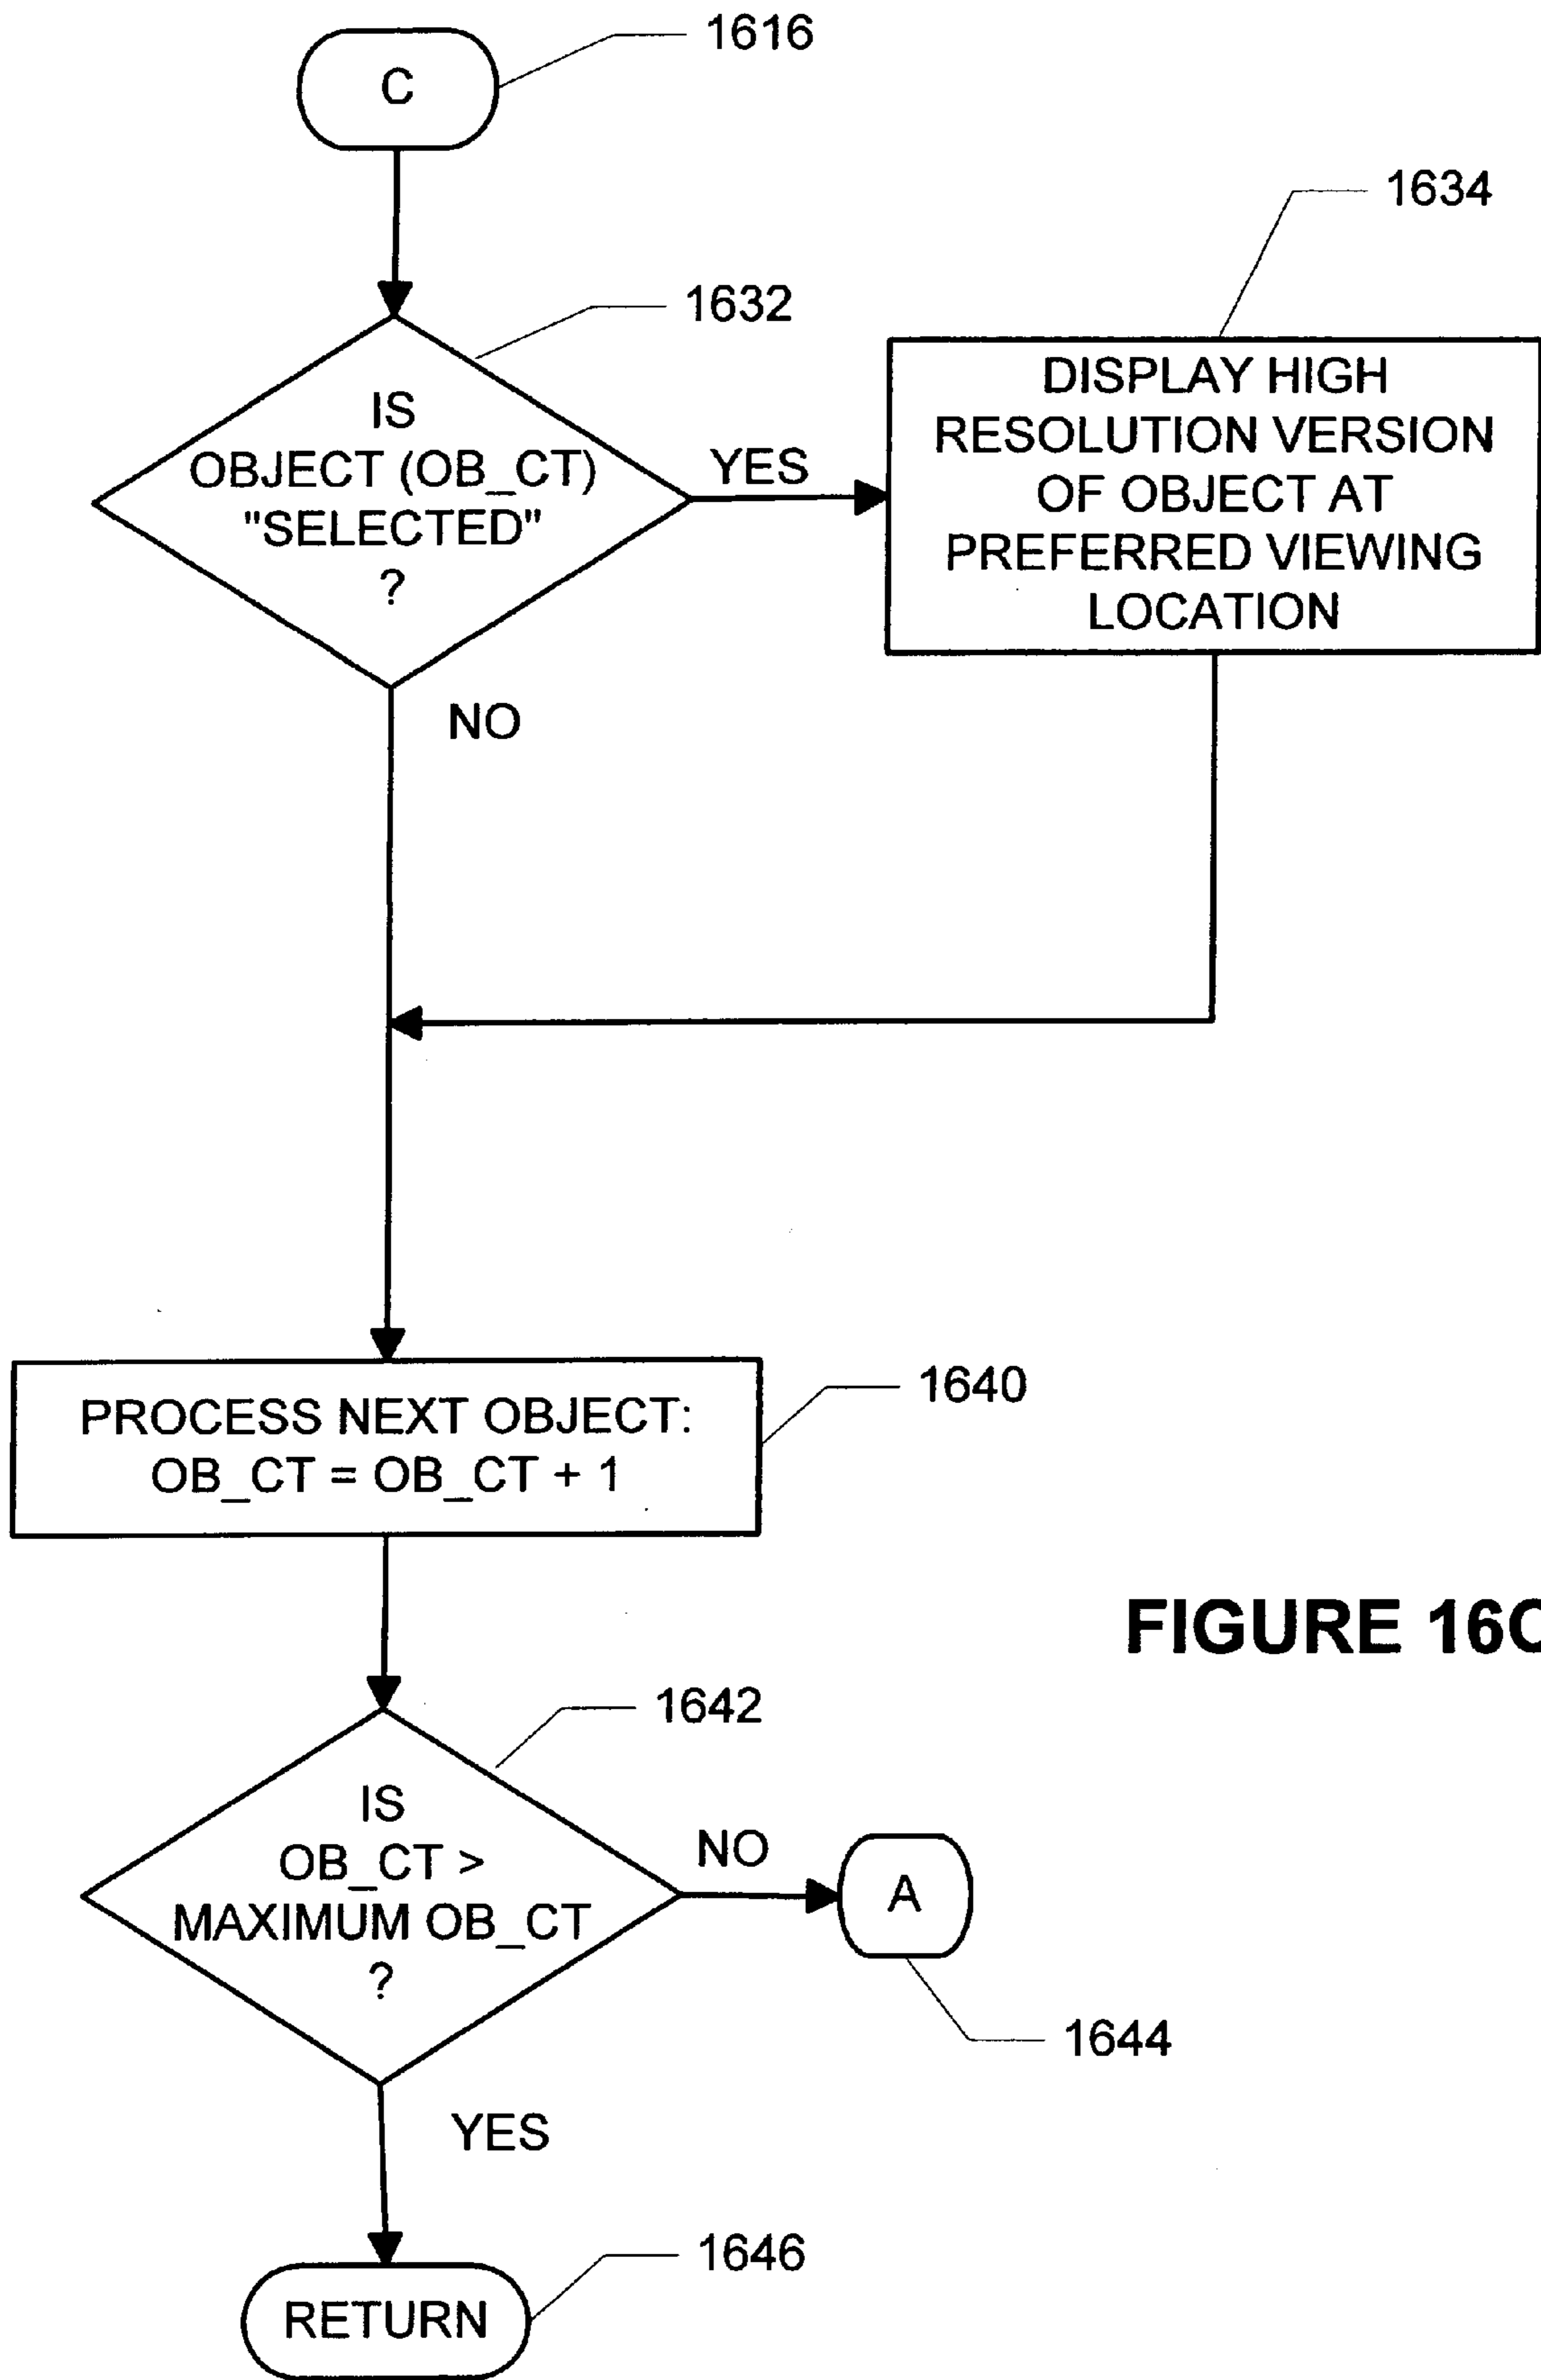 C
1616
1634
1632
IS
OBJECT (OB_CT)
"SELECTED"
?
YES
DISPLAY HIGH
RESOLUTION VERSION
OF OBJECT AT
PREFERRED VIEWING
LOCATION
NO
PROCESS NEXT OBJECT:
OB_CT = OB_CT + 1
1640
FIGURE 16C
1642
IS
OB_CT >
MAXIMUM OB_CT
?
NO
A
1644
YES
1646
RETURN